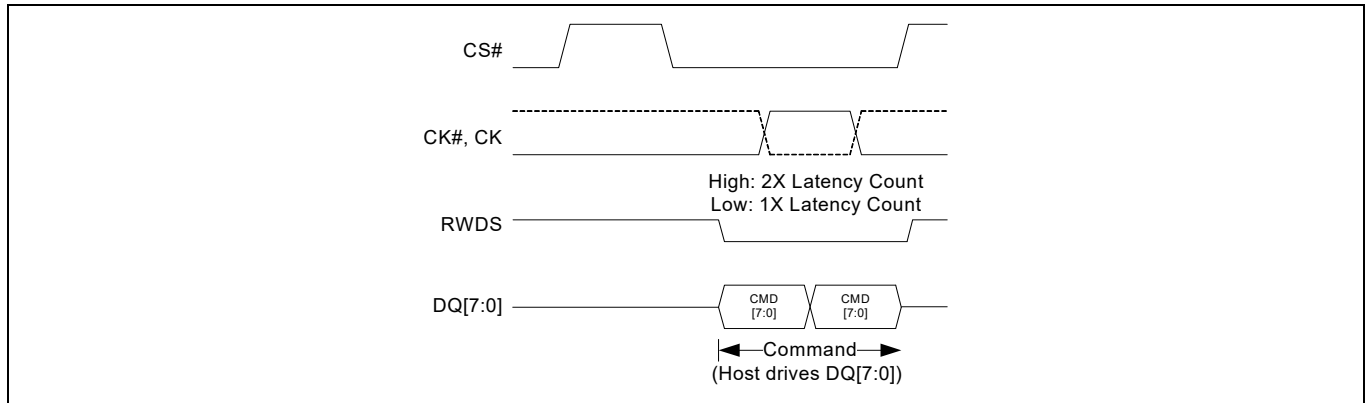 CS#
CK#, CK
High: 2X Latency Count
Low: 1X Latency Count
RWDS
DQ[7:0]
CMD
[7:0]
CMD
[7:0]
Command
(Host drives DQ[7:0])